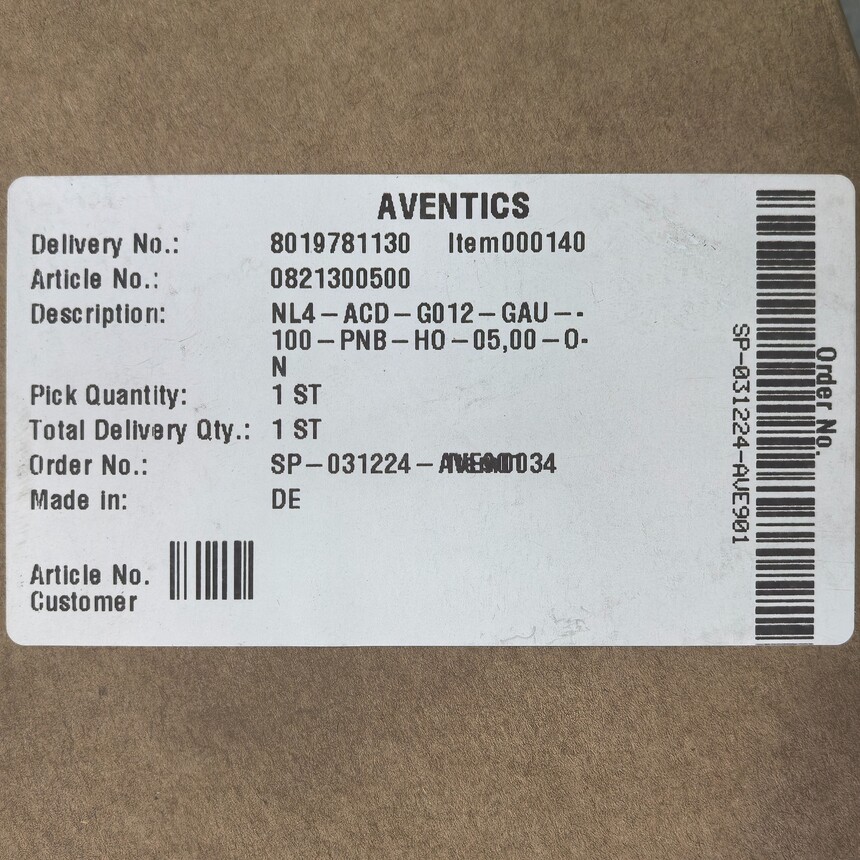 AVENTICS
Delivery No.: 8019781130 Item000140
Article No.: 0821300500
Description: NL4-ACD-G012-GAU--
100-PNB-HO-05,00-O-
N
Pick Quantity: 1 ST
Total Delivery Qty.: 1 ST
Order No.: SP-031224-
Made in: DE
Article No.
Customer
Order No.
SP-031224-AVE901